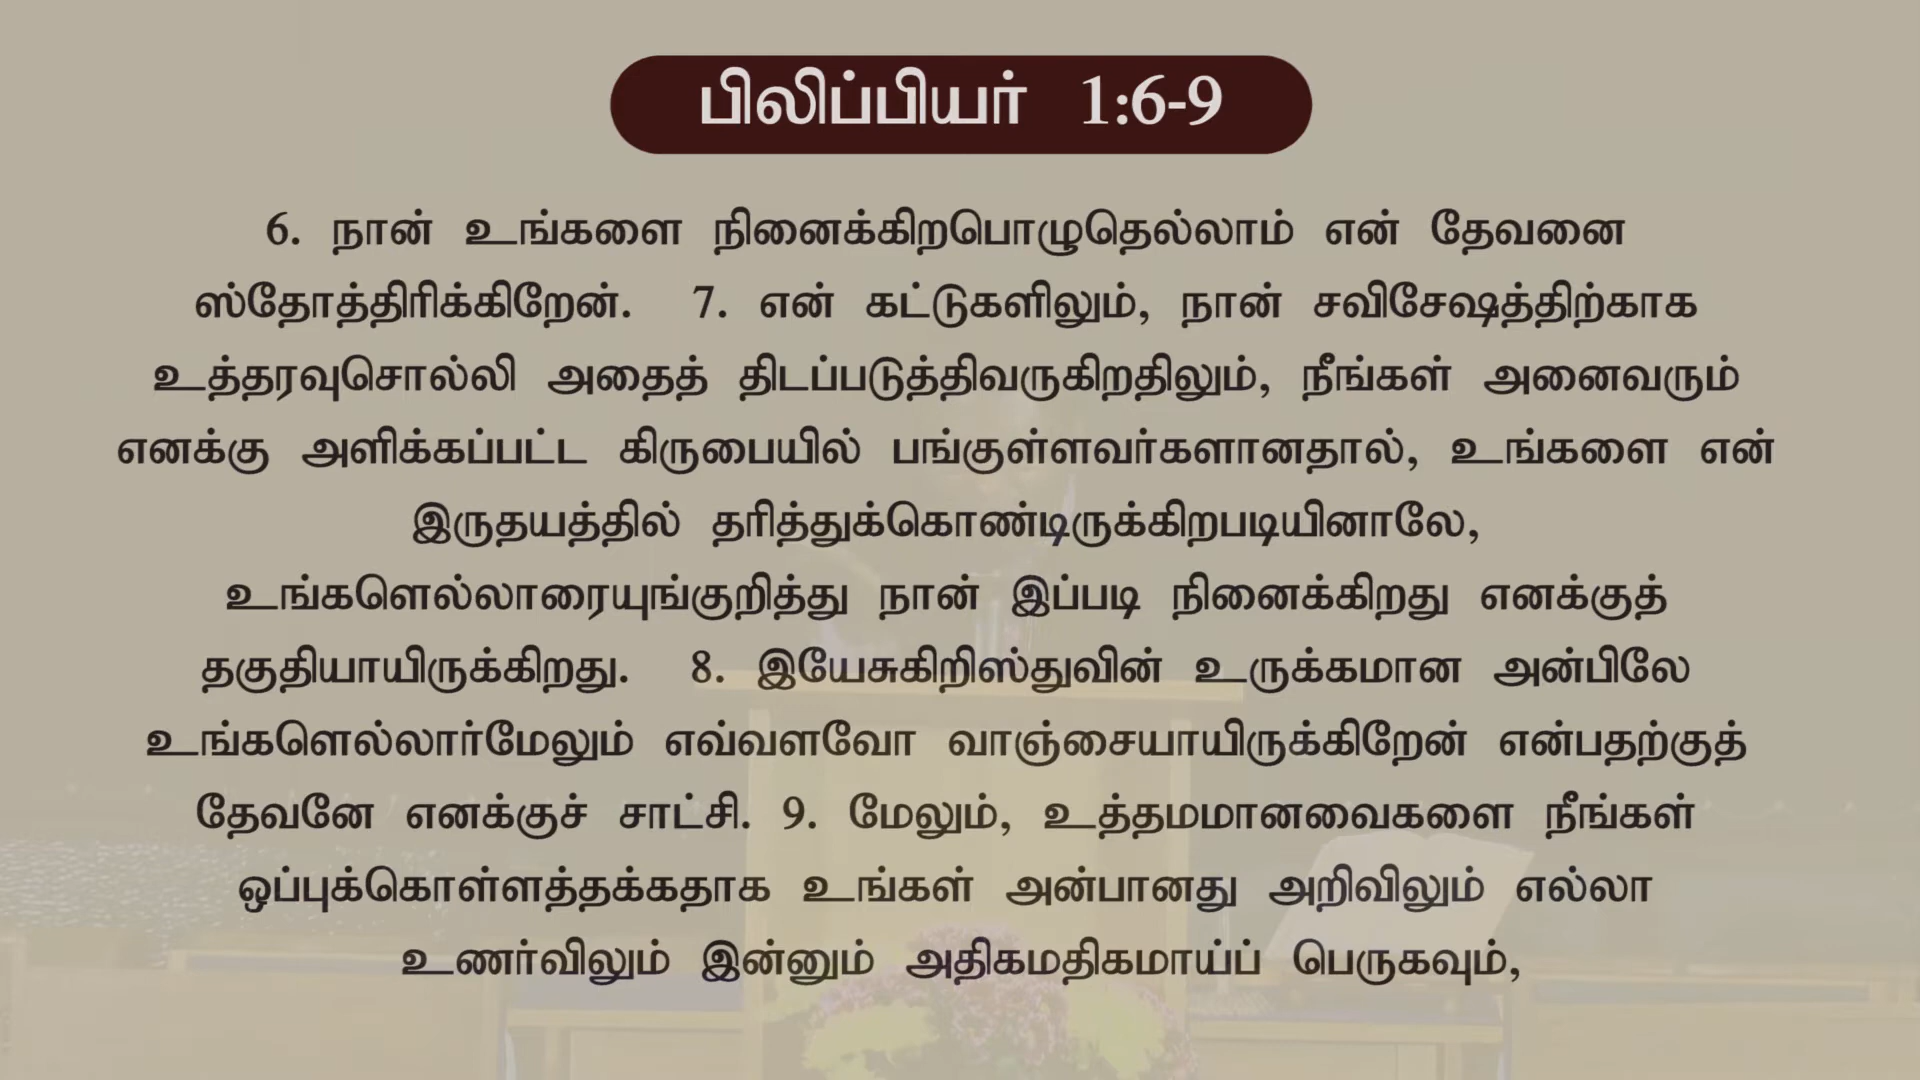 பிலிப்பியர் 1:6-9
6. நான் உங்களை நினைக்கிறபொழுதெல்லாம் என் தேவனை
ஸ்தோத்திரிக்கிறேன். 7. என் கட்டுகளிலும், நான் சவிசேஷத்திற்காக
உத்தரவுசொல்லி அதைத் திடப்படுத்திவருகிறதிலும், நீங்கள் அனைவரும்
எனக்கு அளிக்கப்பட்ட கிருபையில் பங்குள்ளவர்களானதால், உங்களை என்
இருதயத்தில் தரித்துக்கொண்டிருக்கிறபடியினாலே,
உங்களெல்லாரையுங்குறித்து நான் இப்படி நினைக்கிறது எனக்குத்
தகுதியாயிருக்கிறது. 8. இயேசுகிறிஸ்துவின் உருக்கமான அன்பிலே
உங்களெல்லார்மேலும் எவ்வளவோ வாஞ்சையாயிருக்கிறேன் என்பதற்குத்
தேவனே எனக்குச் சாட்சி. 9. மேலும், உத்தமமானவைகளை நீங்கள்
ஒப்புக்கொள்ளத்தக்கதாக உங்கள் அன்பானது அறிவிலும் எல்லா
உணர்விலும் இன்னும் அதிகமதிகமாய்ப் பெருகவும்,